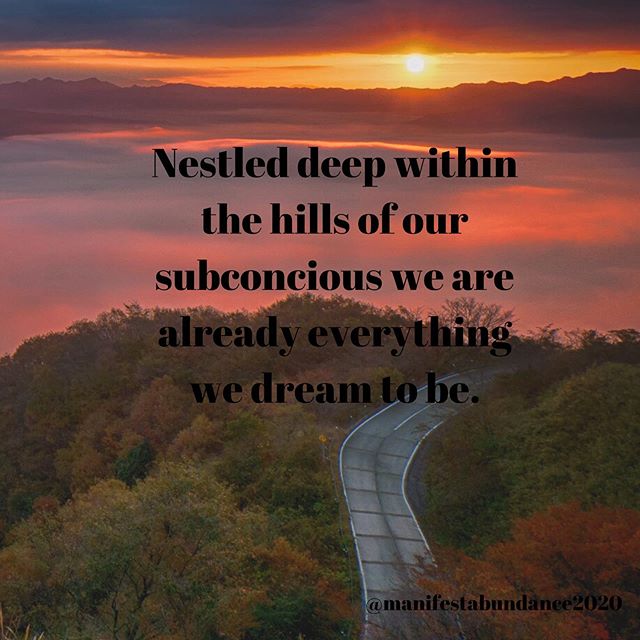 Nestled deep within
the hills of our
subconcious we are
already everything
we dream to be.
@manifestabundance2020